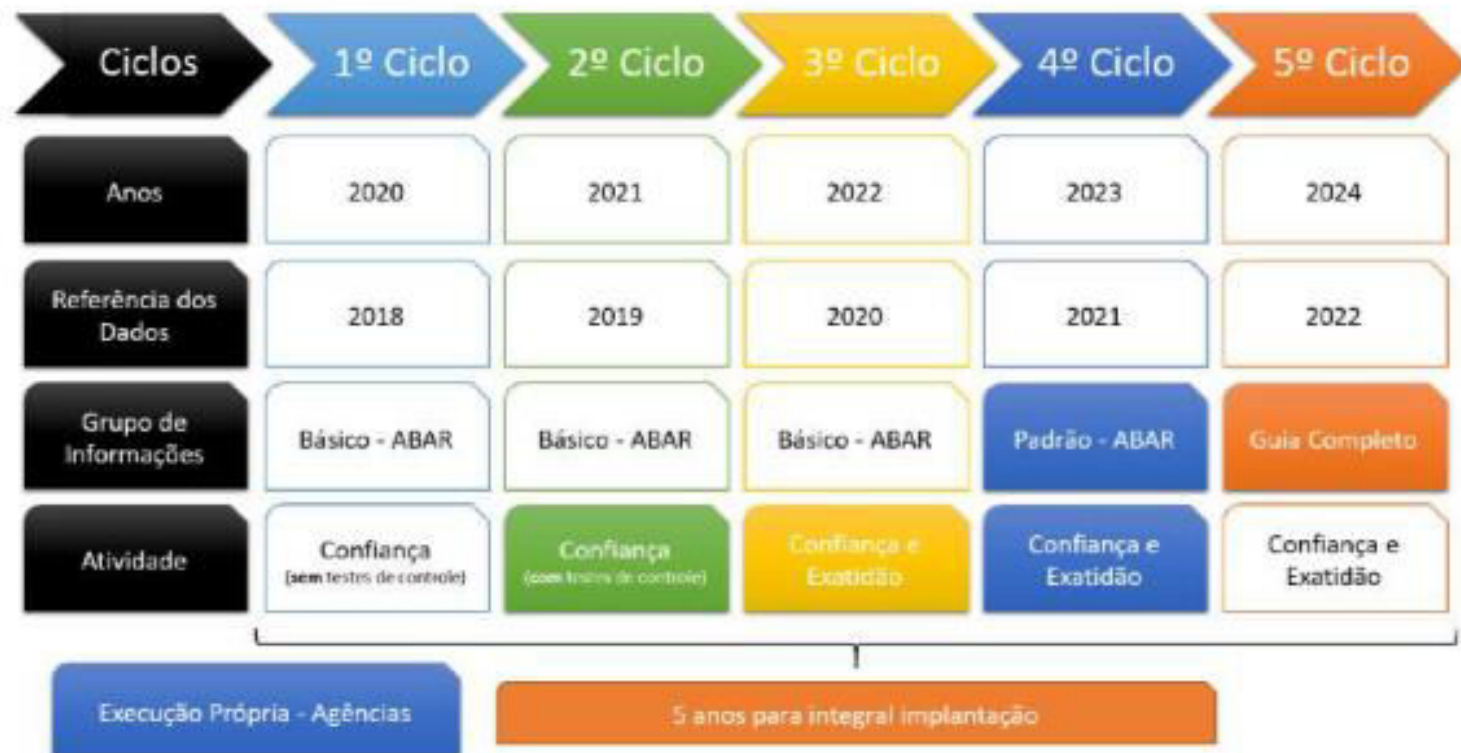 Ciclos 1º Ciclo 2º Ciclo 3º Ciclo 4º Ciclo 5º Ciclo
Anos 2020 2021 2022 2023 2024
Referência dos
Dados 2018 2019 2020 2021 2022
Grupo de
Informações Básico - ABAR Básico - ABAR Básico - ABAR Padrão - ABAR Guia Completo
Atividade
Confiança
(sem testes de controle)
Confiança
(com testes de controle)
Confiança e
Exatidão
Confiança e
Exatidão
Confiança e
Exatidão
Execução Própria - Agências
5 anos para integral implantação